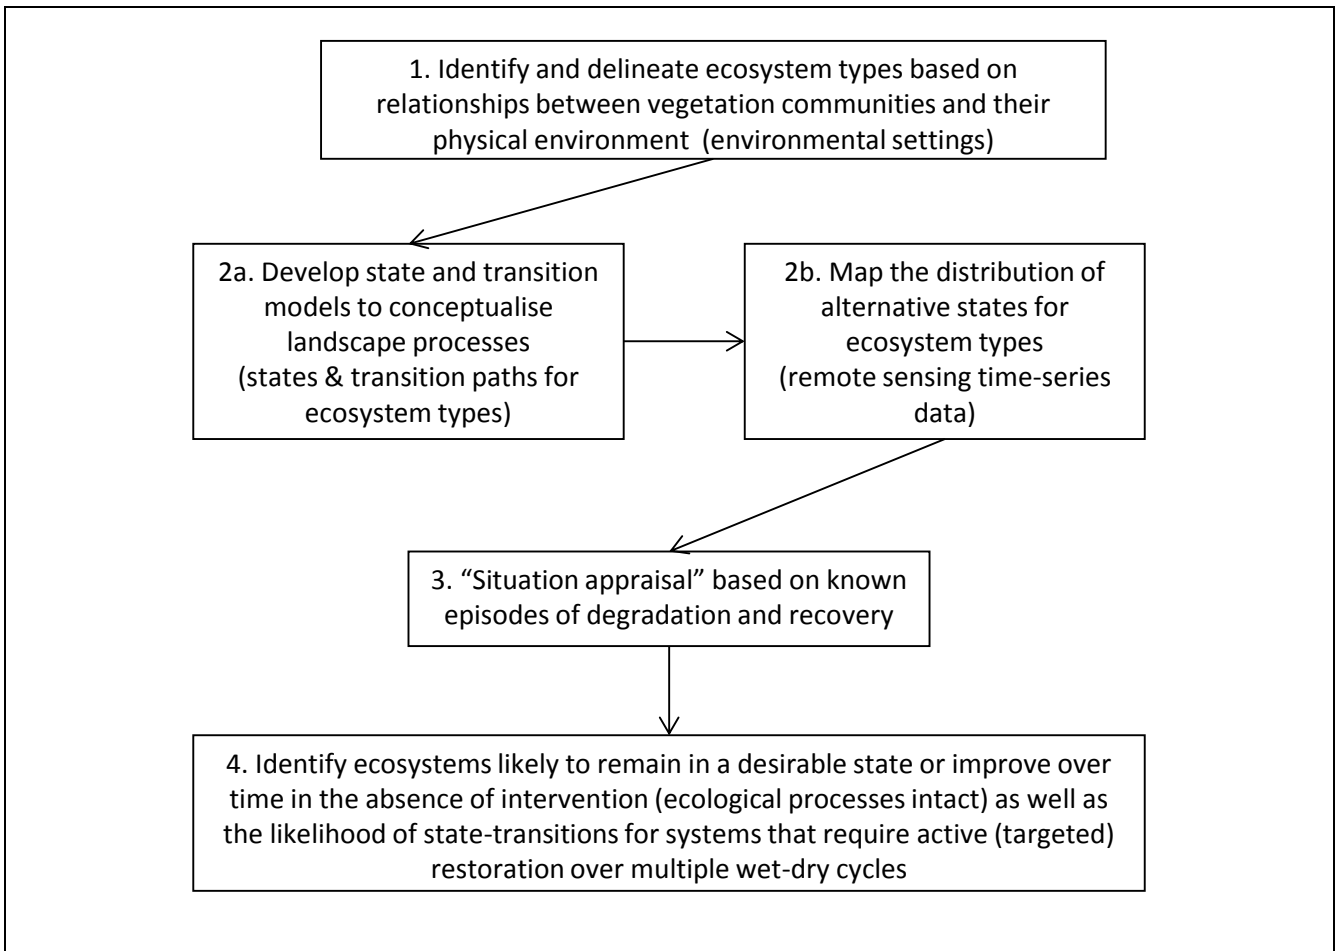 1. Identify and delineate ecosystem types based on
relationships between vegetation communities and their
physical environment (environmental settings)
2a. Develop state and transition
models to conceptualise
landscape processes
(states & transition paths for
ecosystem types)
2b. Map the distribution of
alternative states for
ecosystem types
(remote sensing time-series
data)
3. “Situation appraisal” based on known
episodes of degradation and recovery
4. Identify ecosystems likely to remain in a desirable state or improve over
time in the absence of intervention (ecological processes intact) as well as
the likelihood of state-transitions for systems that require active (targeted)
restoration over multiple wet-dry cycles